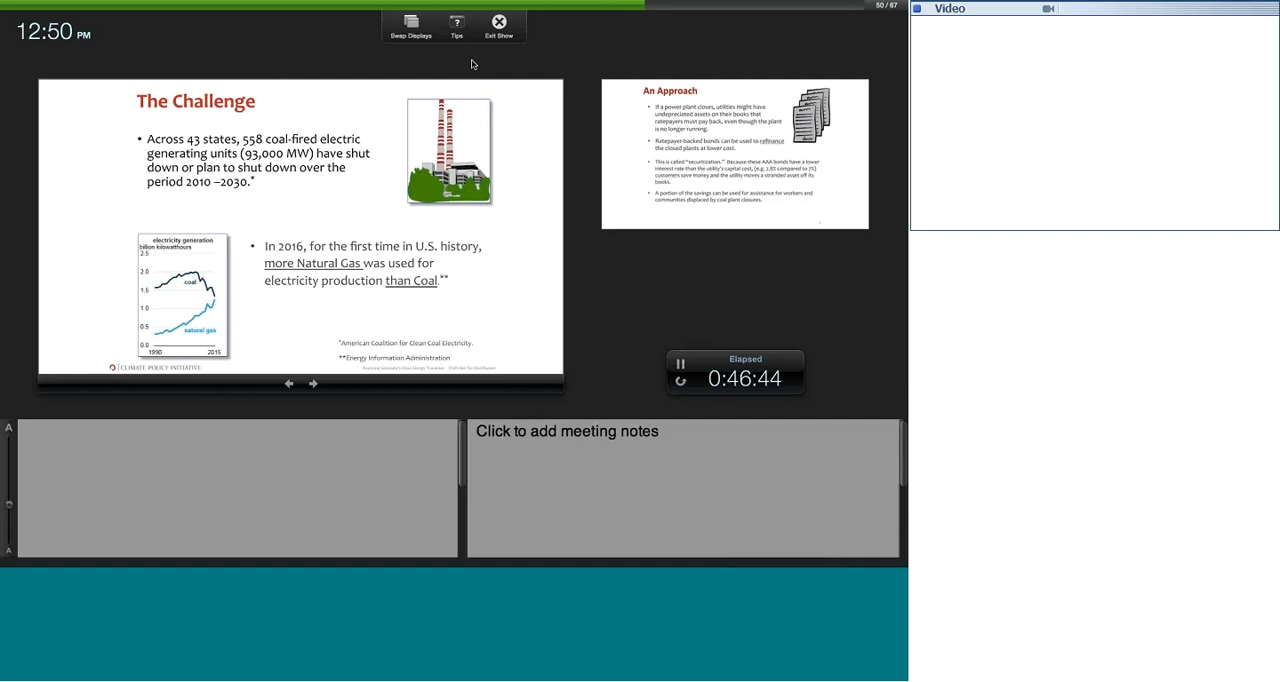 50 / 67
Video
12:50 PM
Swap Displays
Tips
Exit Show
The Challenge
• Across 43 states, 558 coal-fired electric
generating units (93,000 MW) have shut
down or plan to shut down over the
period 2010 –2030.*
electricity generation
billion kilowatthours
2.5
2.0
1.5
1.0
0.5
0.0
coal
natural gas
1990
2015
• In 2016, for the first time in U.S. history,
more Natural Gas was used for
electricity production than Coal.**
*American Coalition for Clean Coal Electricity.
**Energy Information Administration
CLIMATE POLICY INITIATIVE
An Approach
• If a power plant closes, utilities might have
undepreciated assets on their books that
ratepayers must pay back, even though the plant
is no longer running.
• Ratepayer-backed bonds can be used to refinance
the closed plants at lower cost.
• This is called "securitization." Because these AAA bonds have a lower
interest rate than the utility's capital cost, (e.g. 2.8% compared to 7%)
customers save money and the utility moves a stranded asset off its
books.
• A portion of the savings can be used for assistance for workers and
communities displaced by coal plant closures.
Elapsed
0:46:44
A
A
Click to add meeting notes